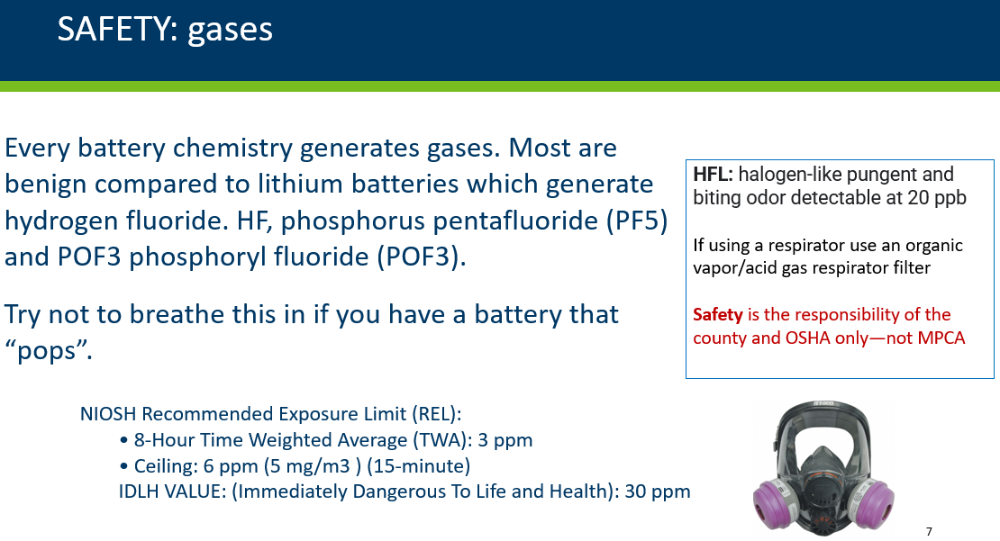 SAFETY: gases
Every battery chemistry generates gases. Most are
benign compared to lithium batteries which generate
hydrogen fluoride. HF, phosphorus pentafluoride (PF5)
and POF3 phosphoryl fluoride (POF3).
Try not to breathe this in if you have a battery that
“pops”.
NIOSH Recommended Exposure Limit (REL):
• 8-Hour Time Weighted Average (TWA): 3 ppm
• Ceiling: 6 ppm (5 mg/m3 ) (15-minute)
IDLH VALUE: (Immediately Dangerous To Life and Health): 30 ppm
HFL: halogen-like pungent and
biting odor detectable at 20 ppb
If using a respirator use an organic
vapor/acid gas respirator filter
Safety is the responsibility of the
county and OSHA only—not MPCA
7